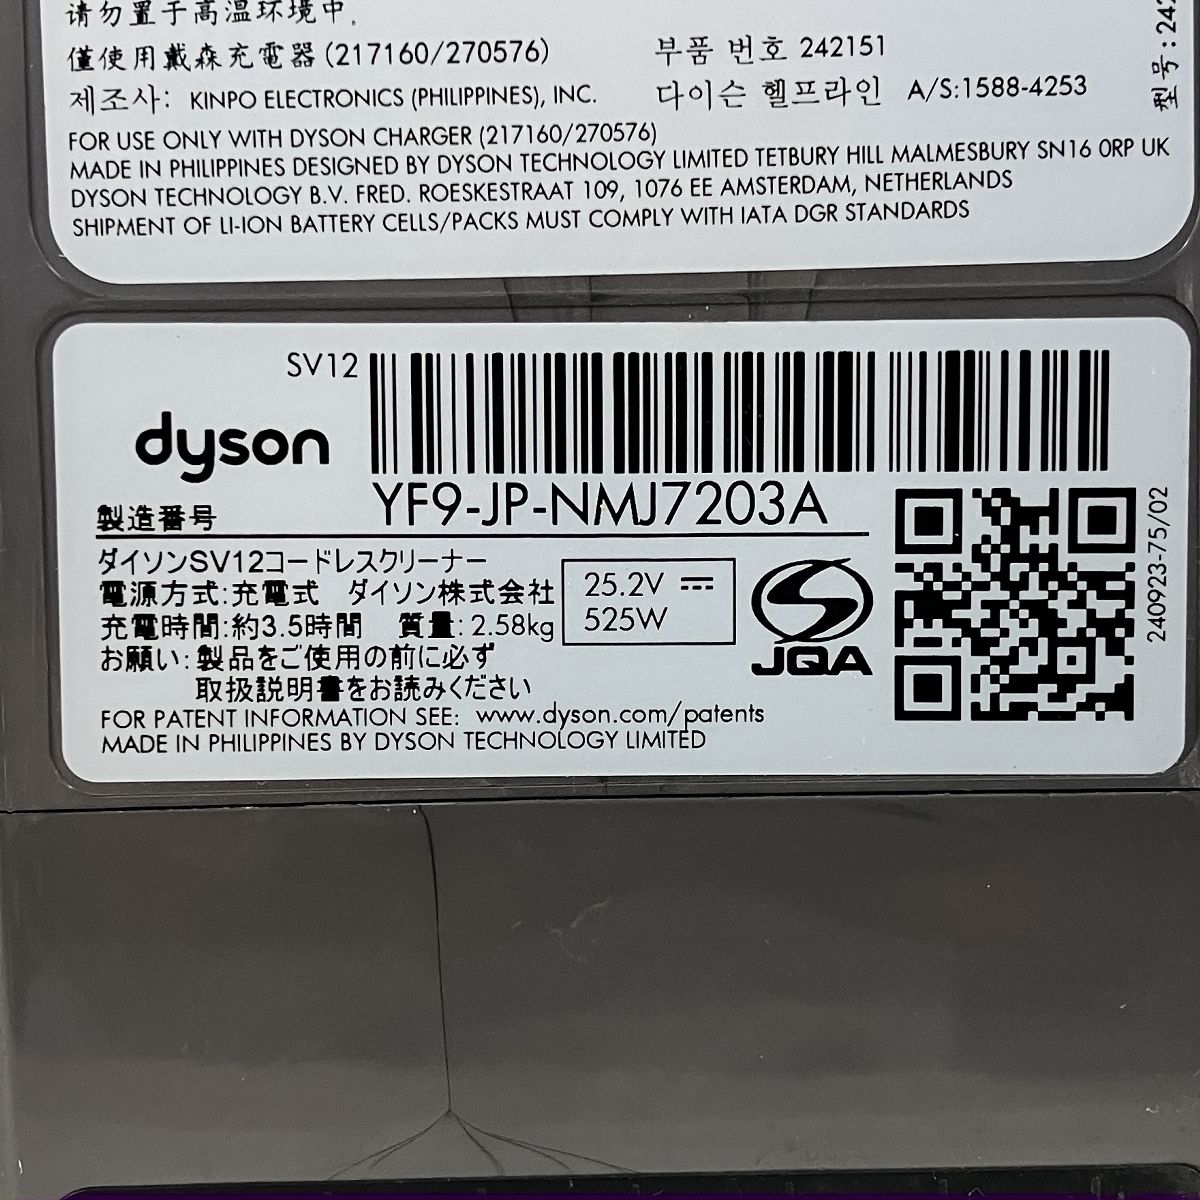 请勿置于高温环境中.
僅使用戴森充電器(217160/270576)
부품 번호 242151
제조사: KINPO ELECTRONICS (PHILIPPINES), INC.
다이슨 헬프라인 A/S:1588-4253
型号:242
FOR USE ONLY WITH DYSON CHARGER (217160/270576)
MADE IN PHILIPPINES DESIGNED BY DYSON TECHNOLOGY LIMITED TETBURY HILL MALMESBURY SN16 0RP UK
DYSON TECHNOLOGY B.V. FRED. ROESKESTRAAT 109, 1076 EE AMSTERDAM, NETHERLANDS
SHIPMENT OF LI-ION BATTERY CELLS/PACKS MUST COMPLY WITH IATA DGR STANDARDS
SV12
dyson
製造番号
YF9-JP-NMJ7203A
ダイソンSV12コードレスクリーナー
電源方式:充電式 ダイソン株式会社
充電時間:約3.5時間 質量:2.58kg
お願い:製品をご使用の前に必ず
取扱説明書をお読みください
25.2V
525W
JQA
240923-75/02
FOR PATENT INFORMATION SEE: www.dyson.com/patents
MADE IN PHILIPPINES BY DYSON TECHNOLOGY LIMITED